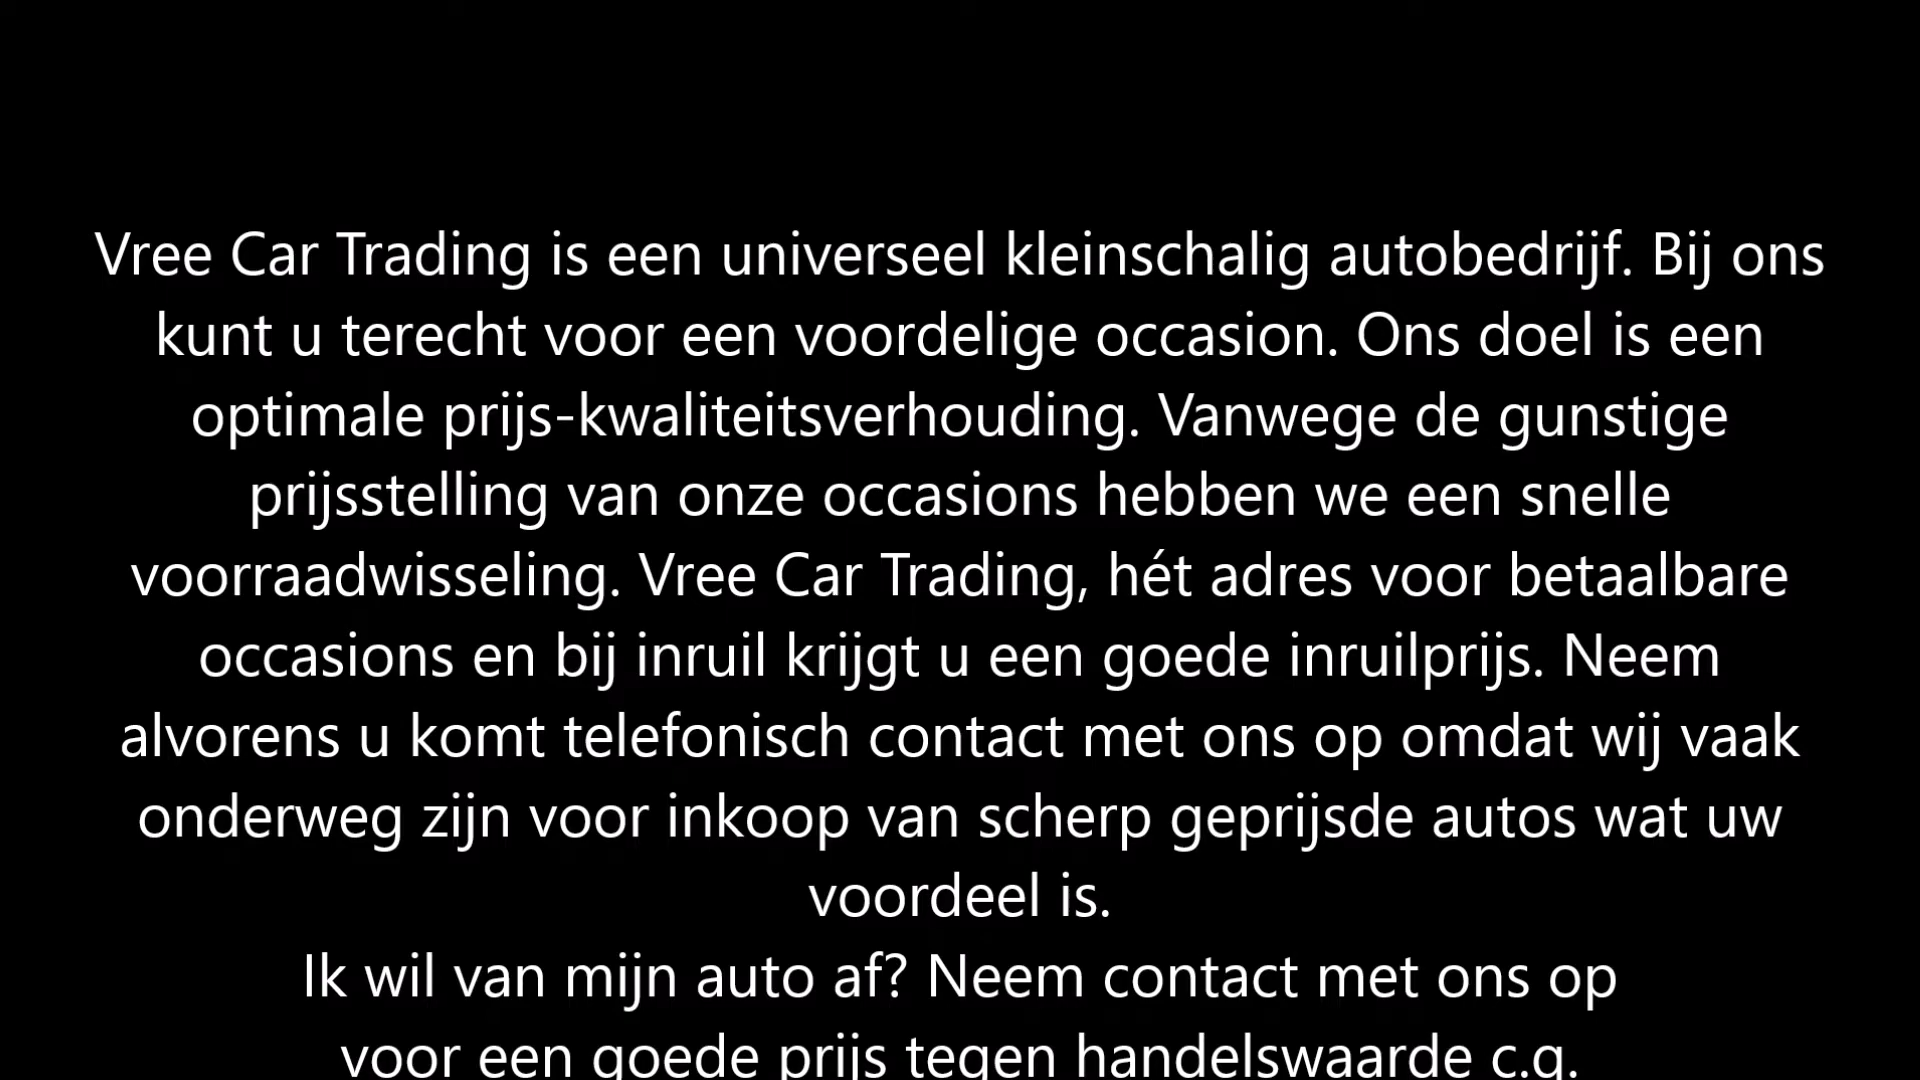 Vree Car Trading is een universeel kleinschalig autobedrijf. Bij ons
kunt u terecht voor een voordelige occasion. Ons doel is een
optimale prijs-kwaliteitsverhouding. Vanwege de gunstige
prijsstelling van onze occasions hebben we een snelle
voorraadwisseling. Vree Car Trading, hét adres voor betaalbare
occasions en bij inruil krijgt u een goede inruilprijs. Neem
alvorens u komt telefonisch contact met ons op omdat wij vaak
onderweg zijn voor inkoop van scherp geprijsde autos wat uw
voordeel is.
Ik wil van mijn auto af? Neem contact met ons op
voor een goede prijs tegen handelswaarde c.q.